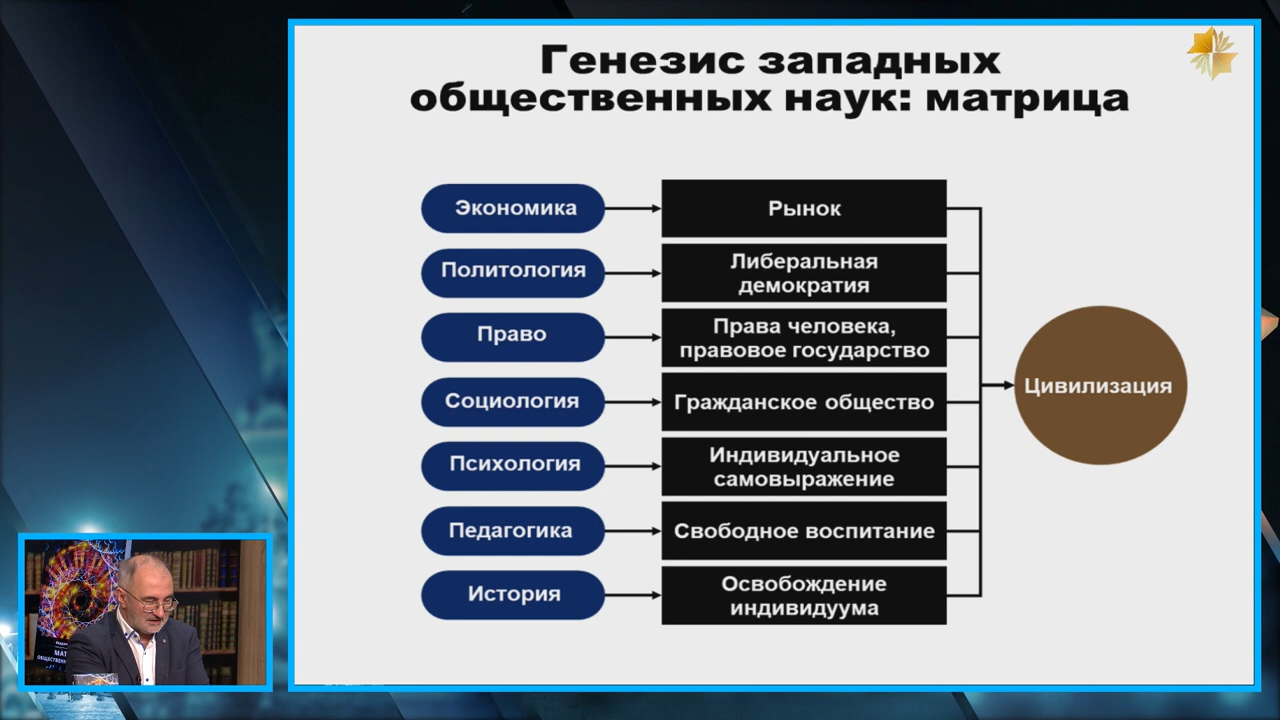 Генезис западных
общественных наук: матрица
Экономика
Рынок
Политология
Либеральная
демократия
Право
Права человека,
правовое государство
Социология
Гражданское общество
Психология
Индивидуальное
самовыражение
Педагогика
Свободное воспитание
История
Освобождение
индивидуума
Цивилизация